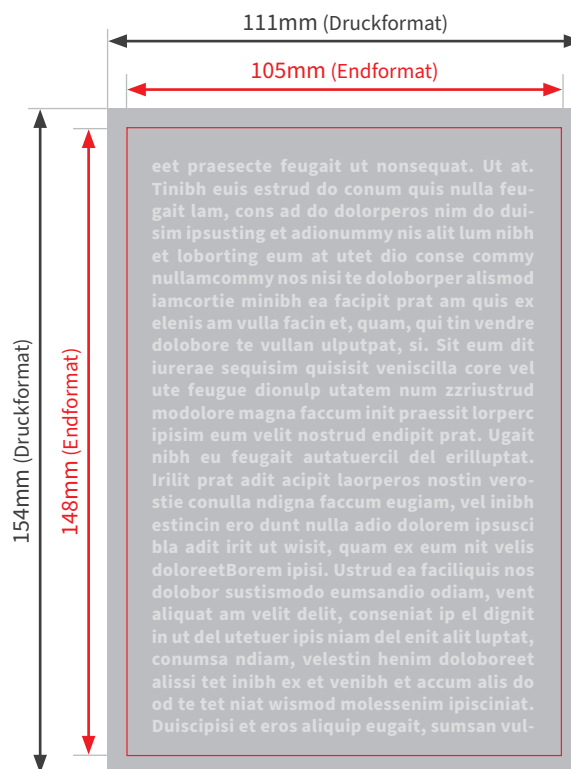 111mm (Druckformat)
105mm (Endformat)
154mm (Druckformat)
148mm (Endformat)
eet praesecte feugait ut nonsequat. Ut at.
Tinibh euis estrud do conum quis nulla feu-
gait lam, cons ad do dolorperos nim do dui-
sim ipsusting et adionummy nis alit lum nibh
et loborting eum at utet dio conse commy
nullamcommy nos nisi te doloborper alismod
iamcortie minibh ea facipit prat am quis ex
elenis am vulla facin et, quam, qui tin vendre
dolobore te vullan ulputpat, si. Sit eum dit
iurerae sequisim quisisit veniscilla core vel
ute feugue dionulp utatem num zzriustrud
modolore magna faccum init praessit lorperc
ipisim eum velit nostrud endipit prat. Ugait
nibh eu feugait autatuercil del erilluptat.
Irilit prat adit acipit laorperos nostin vero-
stie conulla ndigna faccum eugiam, vel inibh
estincin ero dunt nulla adio dolorem ipsusci
bla adit irit ut wisit, quam ex eum nit velis
doloreetBorem ipisi. Ustrud ea faciliquis nos
dolobor sustismodo eumsandio odiam, vent
aliquat am velit delit, conseniat ip el dignit
in ut del utetuer ipis niam del enit alit luptat,
conumsa ndiam, velestin henim doloboreet
alissi tet inibh ex et venibh et accum alis do
od te tet niat wismod molessenim ipisciniat.
Duiscipisi et eros aliquip eugait, sumsan vul-